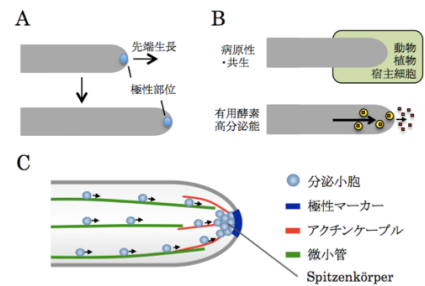 A
先端生長
極性部位
B
病原性
・共生
動物
植物
宿主細胞
有用酵素
高分泌能
C
分泌小胞
極性マーカー
アクチンケーブル
微小管
Spitzenkörper